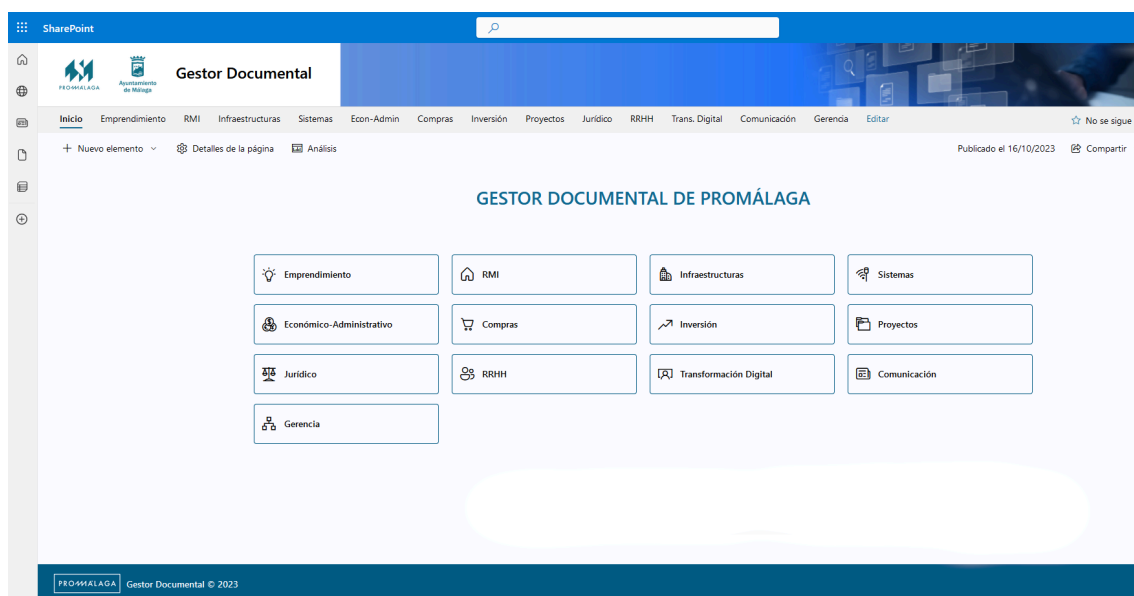 SharePoint
PROMÁLAGA
Ayuntamiento
de Málaga
Gestor Documental
Inicio Emprendimiento RMI Infraestructuras Sistemas Econ-Admin Compras Inversión Proyectos Jurídico RRHH Trans. Digital Comunicación Gerencia Editar No se sigue
Nuevo elemento Detalles de la página Análisis Publicado el 16/10/2023 Compartir
GESTOR DOCUMENTAL DE PROMÁLAGA
Emprendimiento RMI Infraestructuras Sistemas
Económico-Administrativo Compras Inversión Proyectos
Jurídico RRHH Transformación Digital Comunicación
Gerencia
PROMÁLAGA Gestor Documental © 2023